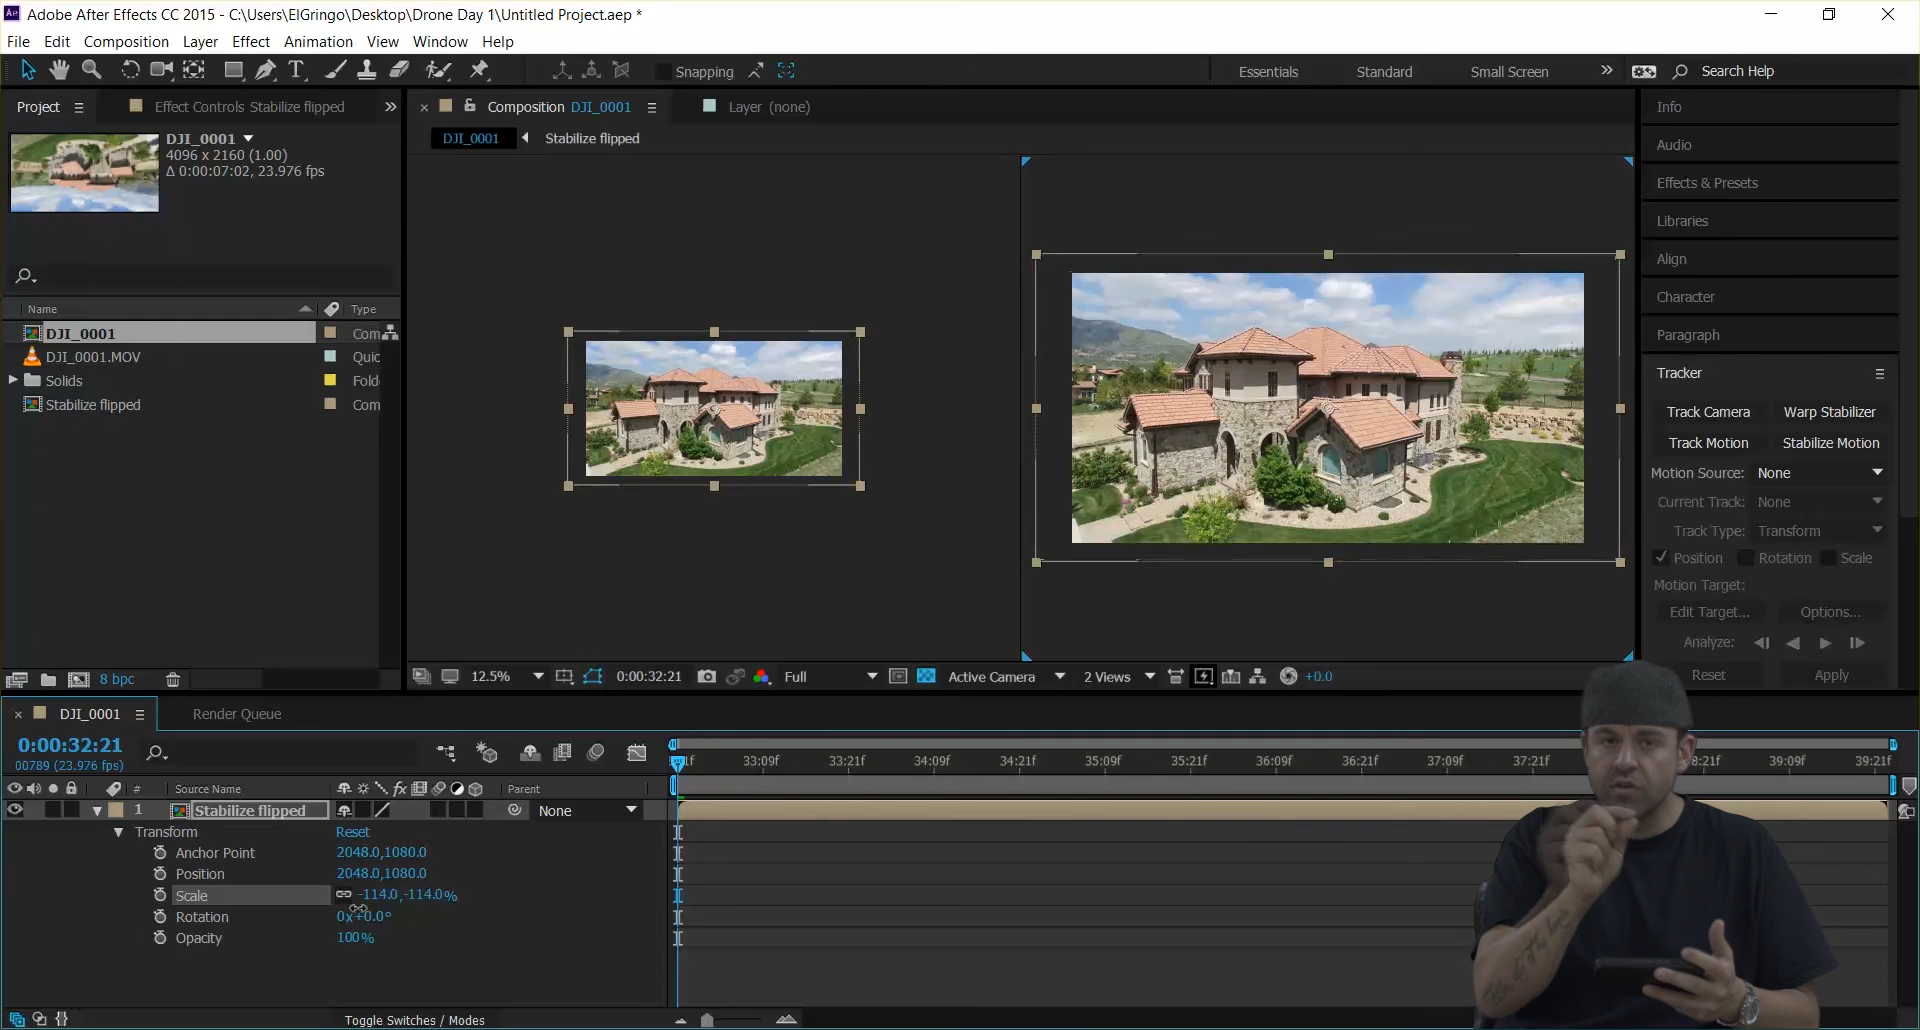 Adobe After Effects CC 2015 - C:\Users\ElGringo\Desktop\Drone Day 1\Untitled Project.aep *
File Edit Composition Layer Effect Animation View Window Help
Snapping Essentials Standard Small Screen Search Help
Project Effect Controls Stabilize flipped
Composition DJI_0001 Layer (none)
DJI_0001 Stabilize flipped
DJI_0001
4096 x 2160 (1.00)
Δ 0:00:07:02, 23.976 fps
Name Type
DJI_0001 Com
DJI_0001.MOV Quic
Solids Fold
Stabilize flipped Com
8 bpc
12.5% 0:00:32:21 Full Active Camera 2 Views +0.0
Info
Audio
Effects & Presets
Libraries
Align
Character
Paragraph
Tracker
Track Camera Warp Stabilizer
Track Motion Stabilize Motion
Motion Source: None
Current Track: None
Track Type: Transform
Position Rotation Scale
Motion Target:
Edit Target... Options...
Analyze:
Reset Apply
DJI_0001 Render Queue
0:00:32:21
00789 (23.976 fps)
1f 33:09f 33:21f 34:09f 34:21f 35:09f 35:21f 36:09f 36:21f 37:09f 37:21f 8:21f 39:09f 39:21f
# Source Name fx Parent
1 Stabilize flipped None
Transform Reset
Anchor Point 2048.0,1080.0
Position 2048.0,1080.0
Scale -114.0,-114.0%
Rotation 0x+0.0°
Opacity 100%
Toggle Switches / Modes